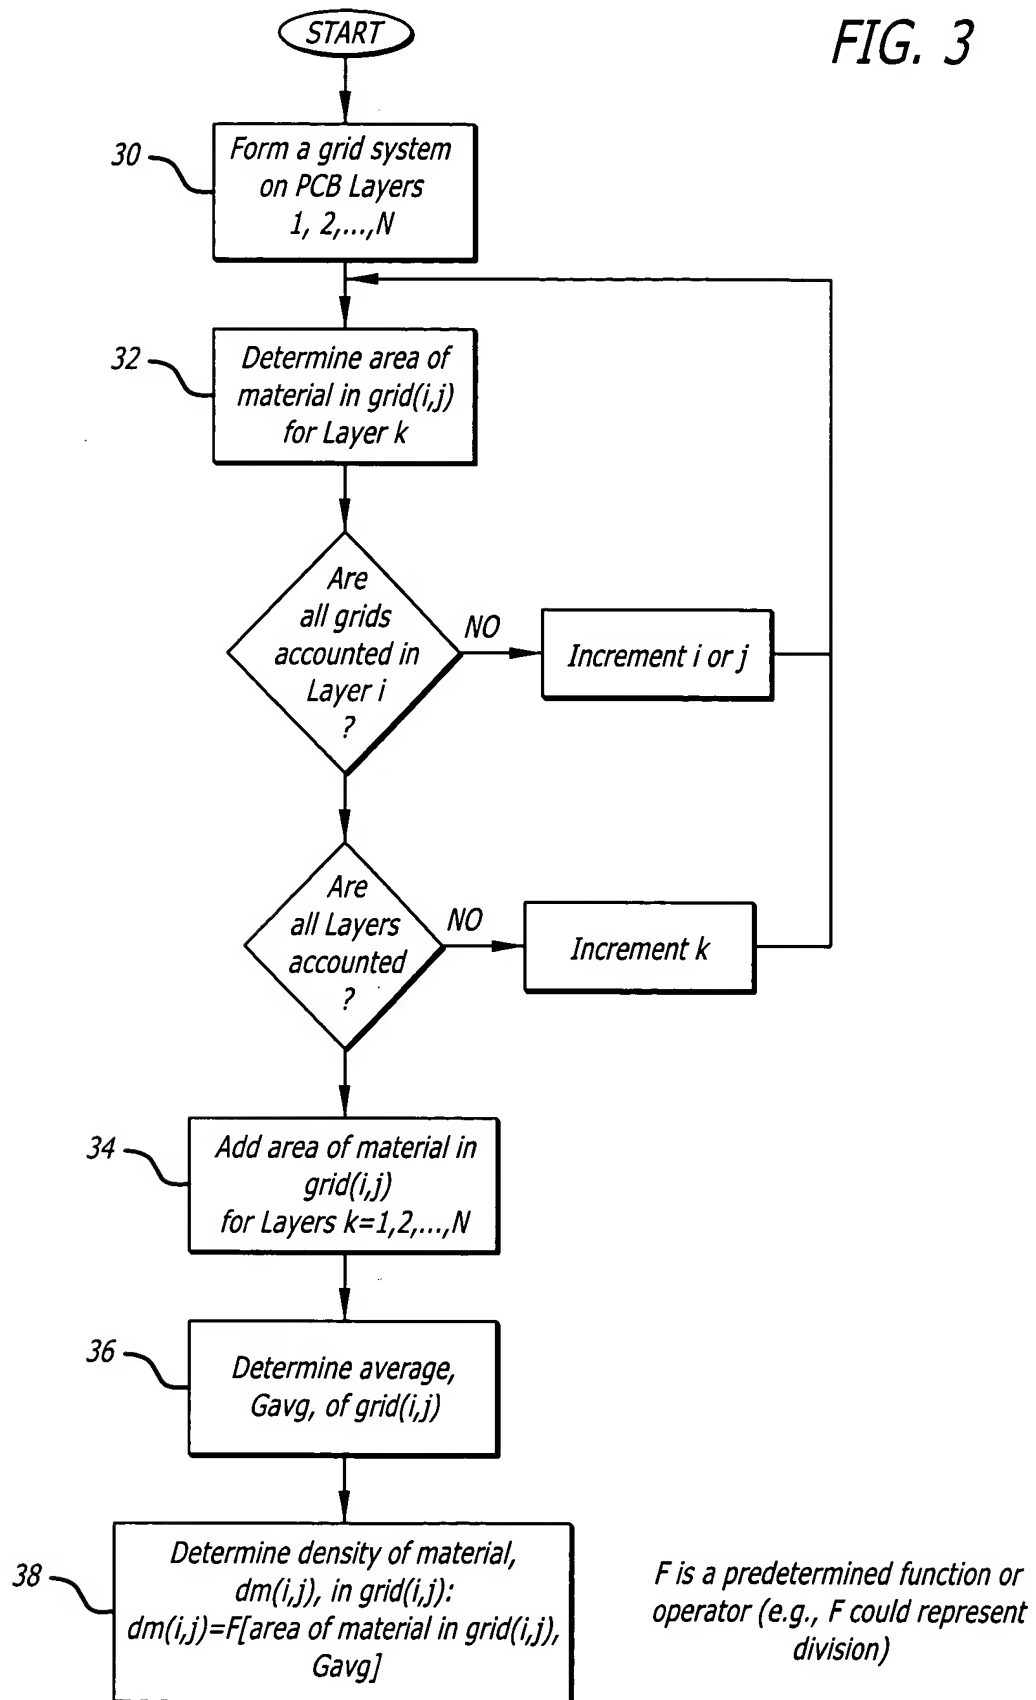 START
FIG. 3
30
Form a grid system
on PCB Layers
1, 2,...,N
32
Determine area of
material in grid(i,j)
for Layer k
Are
all grids
accounted in
Layer i
?
NO
Increment i or j
Are
all Layers
accounted
?
NO
Increment k
34
Add area of material in
grid(i,j)
for Layers k=1,2,...,N
36
Determine average,
Gavg, of grid(i,j)
38
Determine density of material,
dm(i,j), in grid(i,j):
dm(i,j)=F[area of material in grid(i,j),
Gavg]
F is a predetermined function or
operator (e.g., F could represent
division)